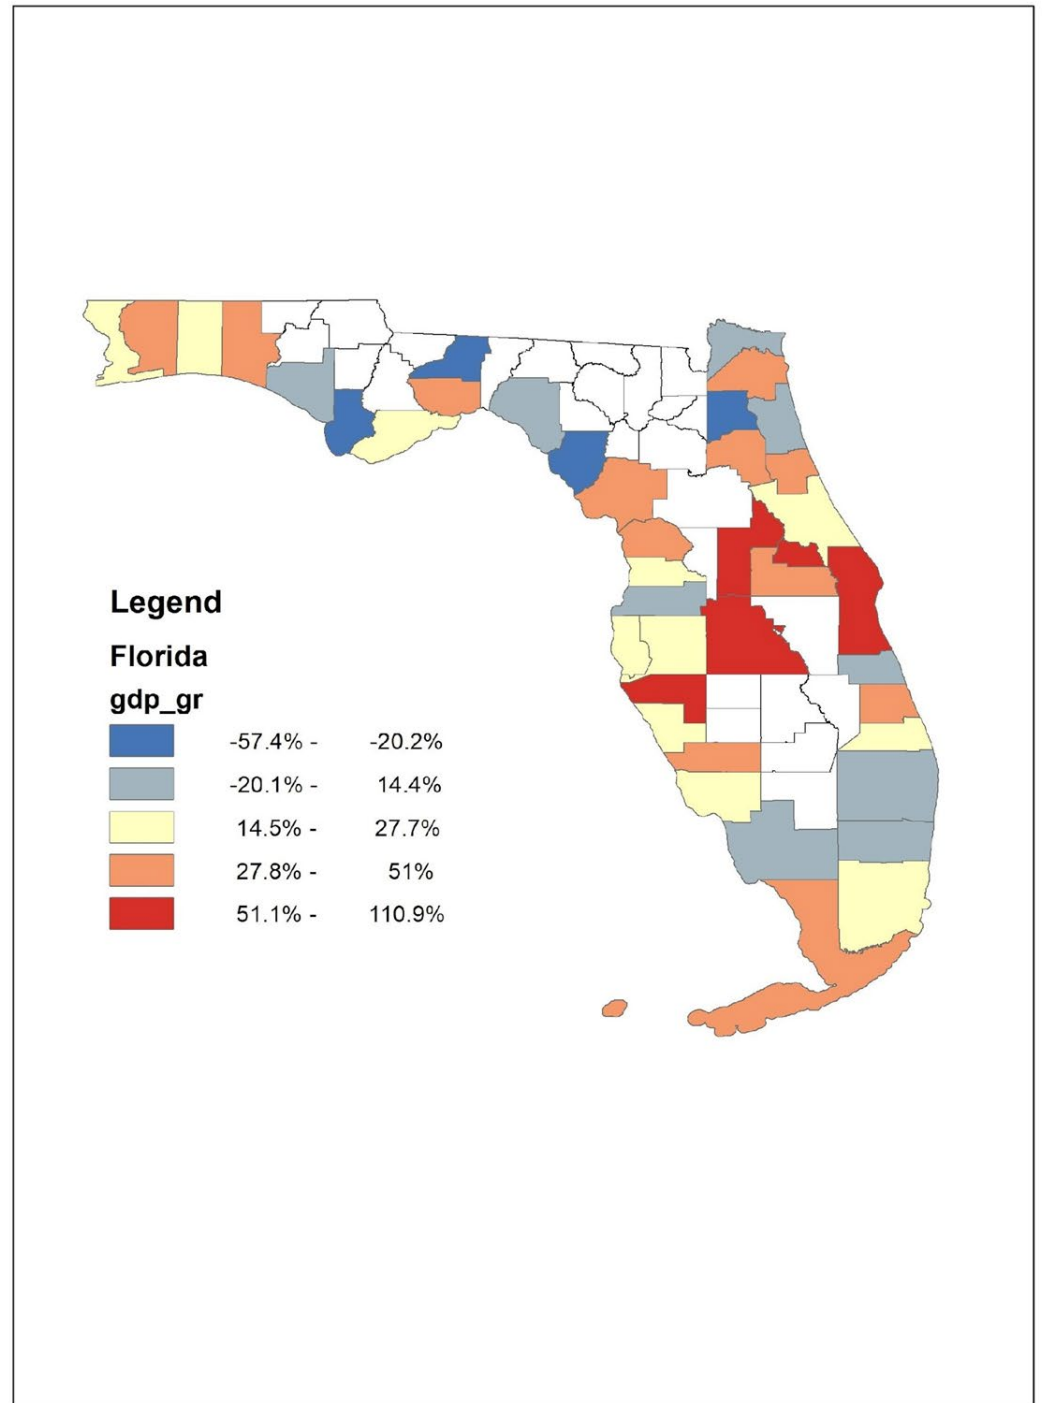 Legend
Florida
gdp_gr
-57.4% - -20.2%
-20.1% - 14.4%
14.5% - 27.7%
27.8% - 51%
51.1% - 110.9%